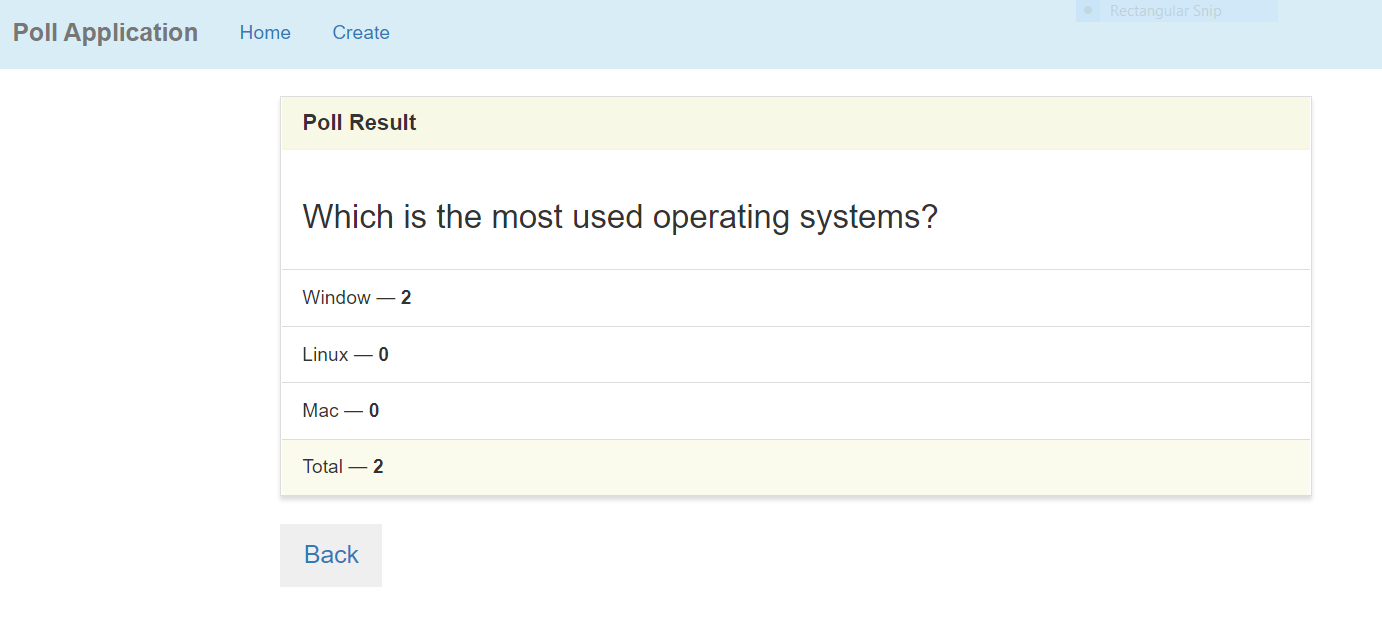 Poll Application Home Create
Rectangular Snip
Poll Result
Which is the most used operating systems?
Window — 2
Linux — 0
Mac — 0
Total — 2
Back